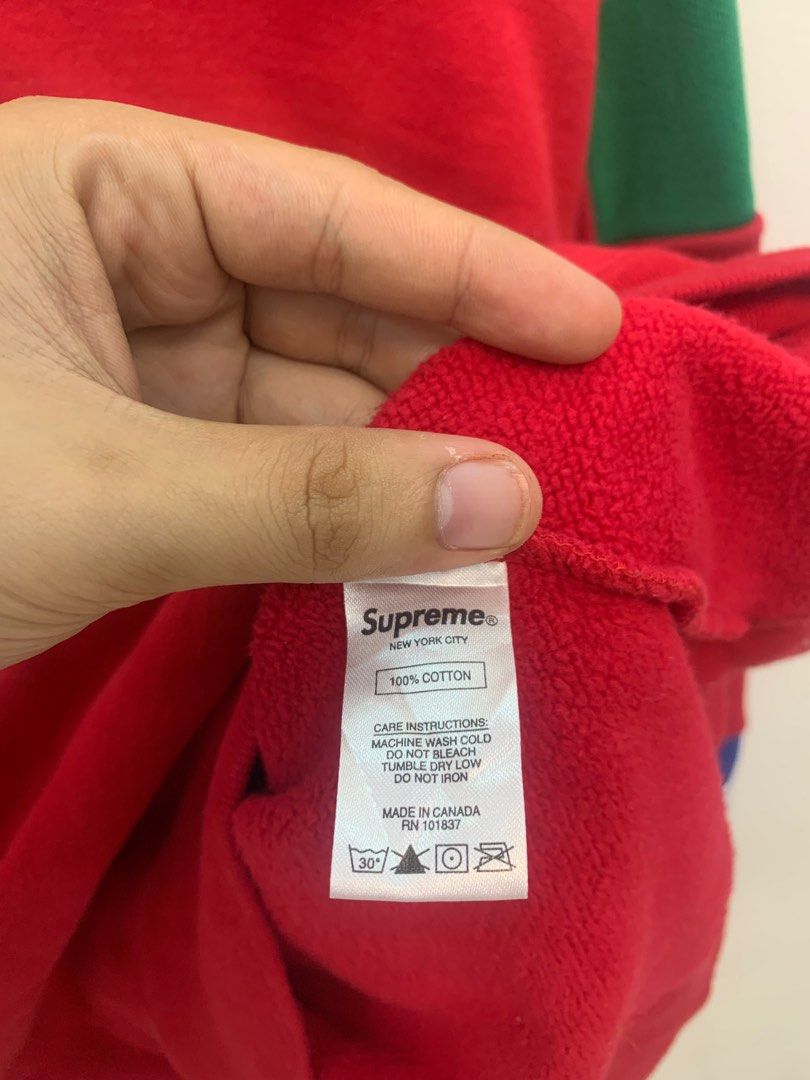 Supreme®
NEW YORK CITY
100% COTTON
CARE INSTRUCTIONS:
MACHINE WASH COLD
DO NOT BLEACH
TUMBLE DRY LOW
DO NOT IRON
MADE IN CANADA
RN 101837
30°